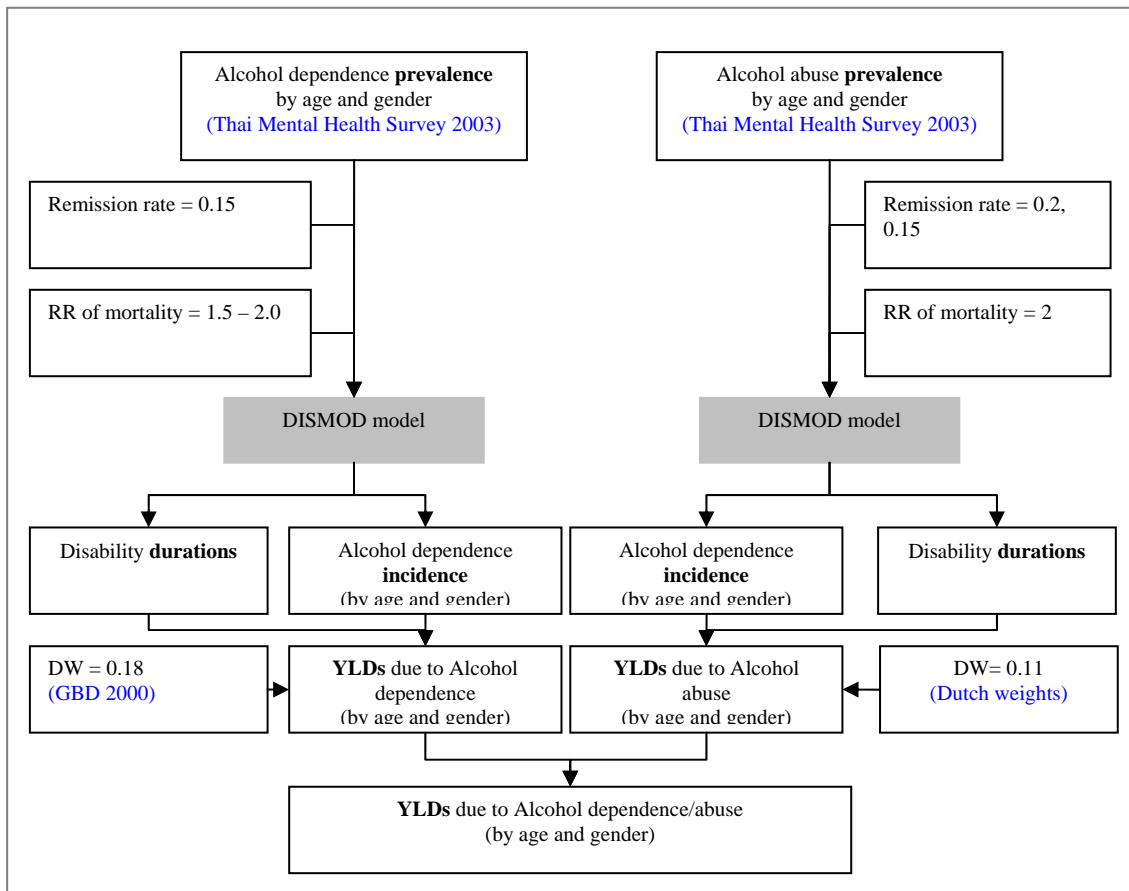 Alcohol dependence prevalence
by age and gender
(Thai Mental Health Survey 2003)
Alcohol abuse prevalence
by age and gender
(Thai Mental Health Survey 2003)
Remission rate = 0.15
Remission rate = 0.2,
0.15
RR of mortality = 1.5 – 2.0
RR of mortality = 2
DISMOD model
DISMOD model
Disability durations
Alcohol dependence
incidence
(by age and gender)
Alcohol dependence
incidence
(by age and gender)
Disability durations
DW = 0.18
(GBD 2000)
YLDs due to Alcohol
dependence
(by age and gender)
YLDs due to Alcohol
abuse
(by age and gender)
DW= 0.11
(Dutch weights)
YLDs due to Alcohol dependence/abuse
(by age and gender)